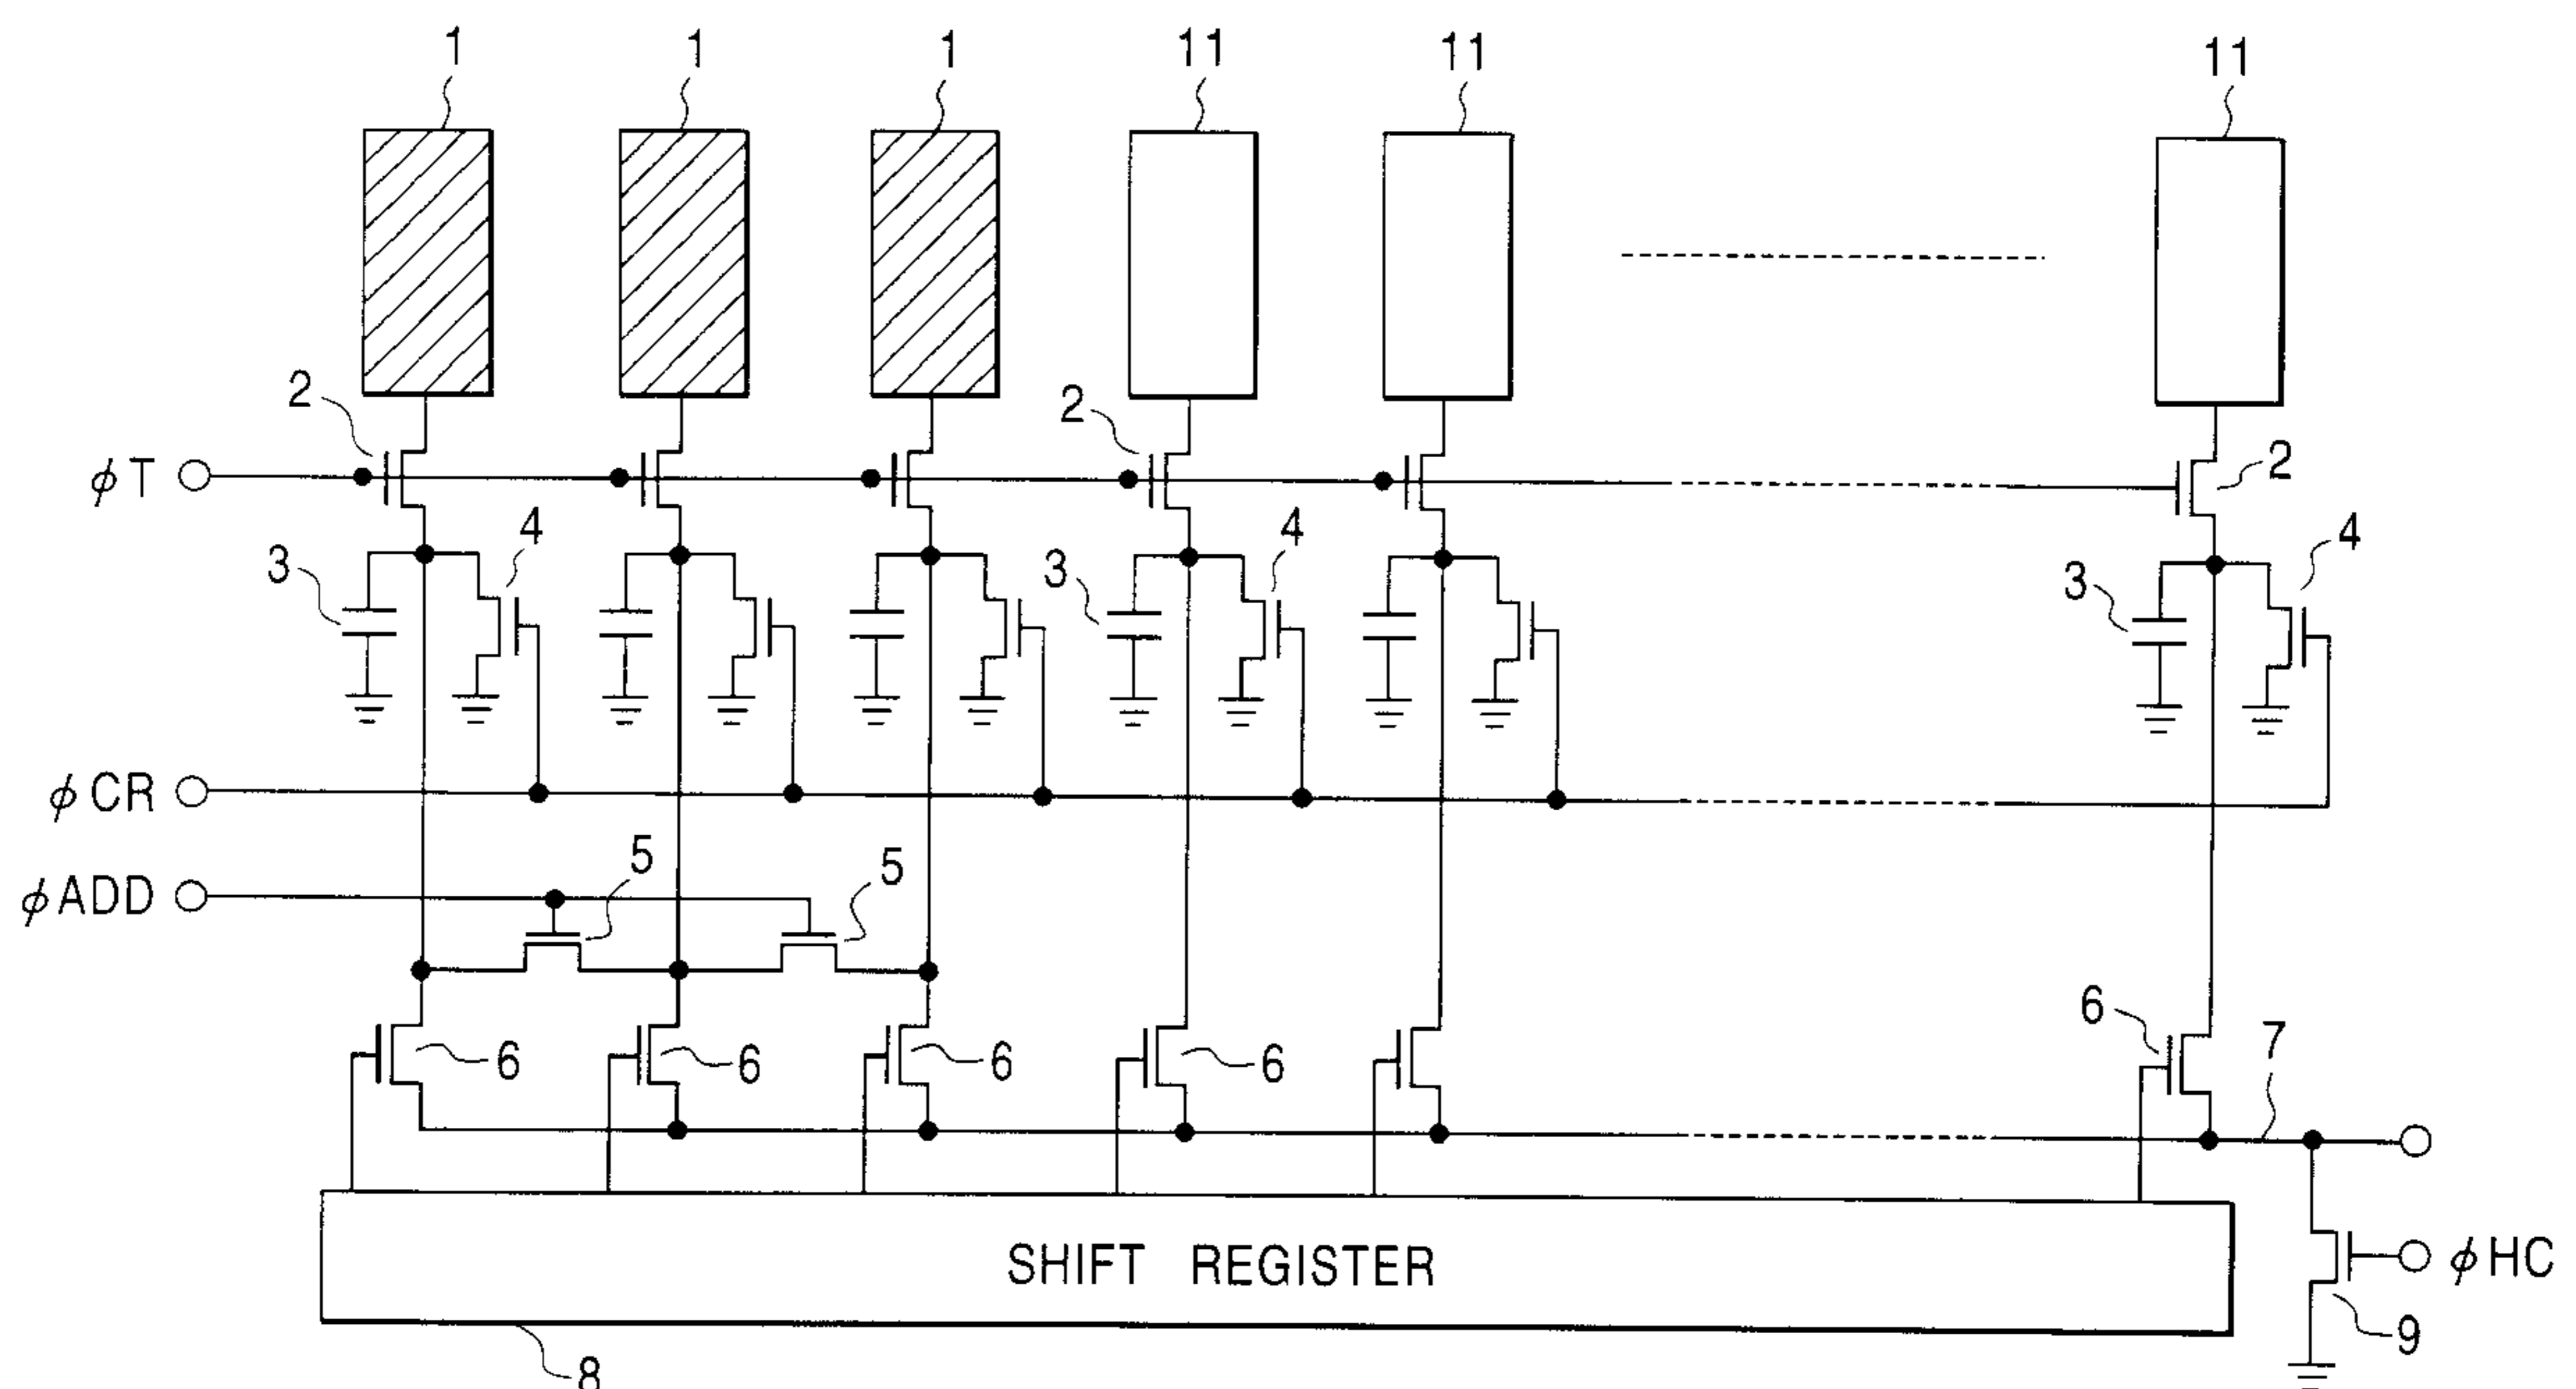 1 1 1 11 11 11
2 2
φT 2
3 4 3 4 3 4
φCR
φADD 5 5
6 6 6 6 6 7
SHIFT REGISTER
φHC
8 9